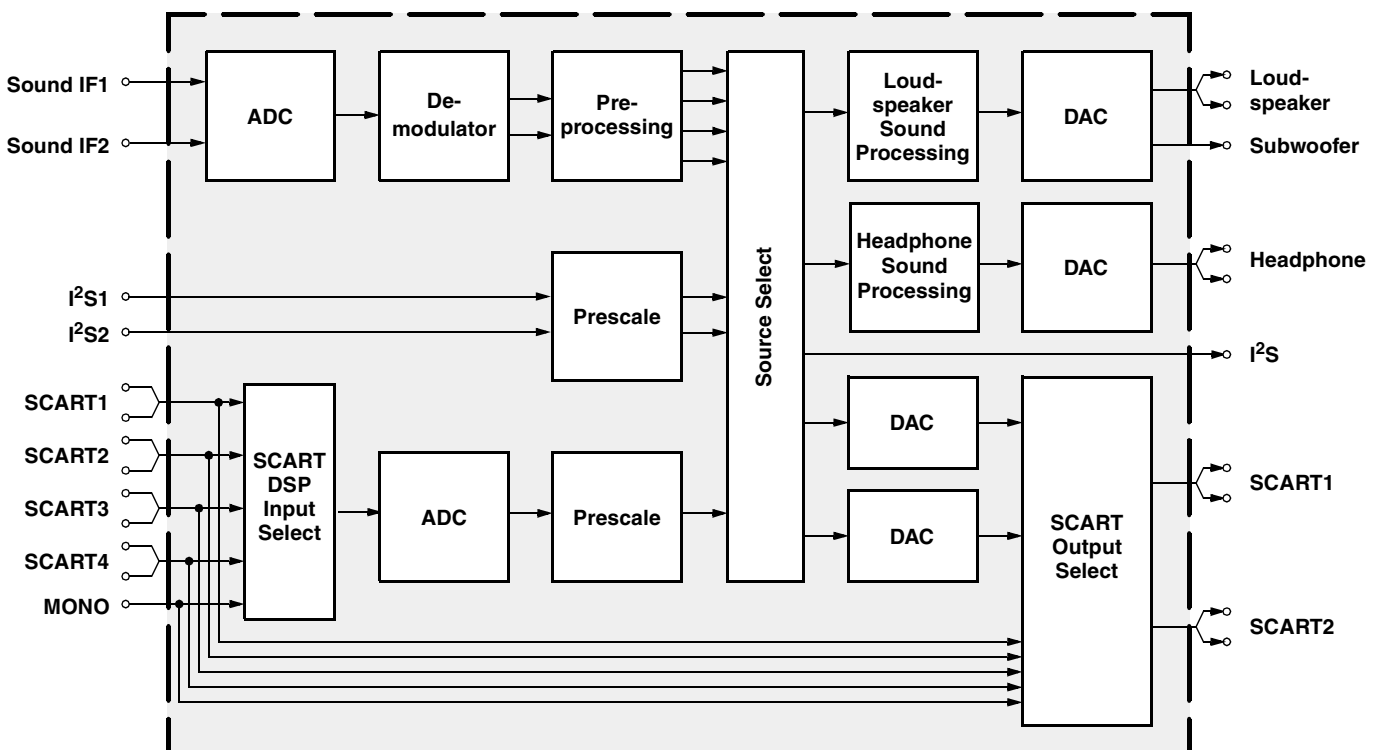 Sound IF1
Sound IF2
ADC
De-
modulator
Pre-
processing
Loud-
speaker
Sound
Processing
DAC
Loud-
speaker
Subwoofer
Headphone
Sound
Processing
DAC
Headphone
I²S1
I²S2
Prescale
Source Select
I²S
SCART1
SCART2
SCART3
SCART4
MONO
SCART
DSP
Input
Select
ADC
Prescale
DAC
DAC
SCART
Output
Select
SCART1
SCART2